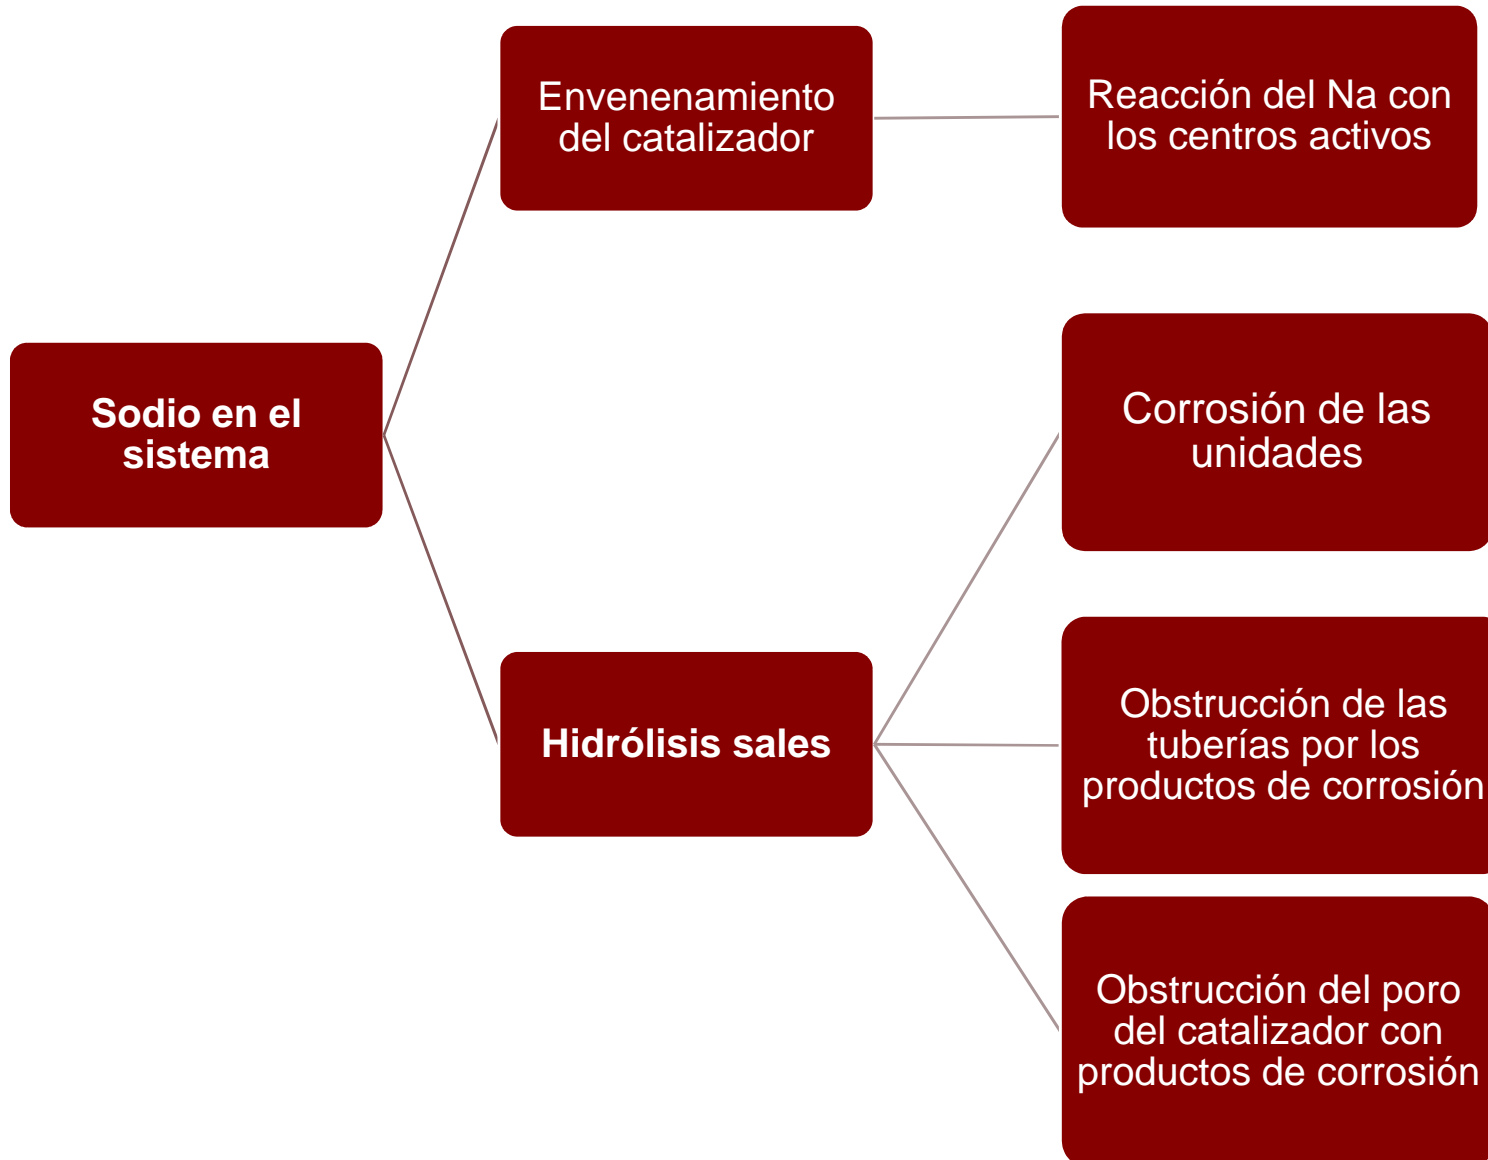 Sodio en el
sistema
Envenenamiento
del catalizador
Reacción del Na con
los centros activos
Hidrólisis sales
Corrosión de las
unidades
Obstrucción de las
tuberías por los
productos de corrosión
Obstrucción del poro
del catalizador con
productos de corrosión